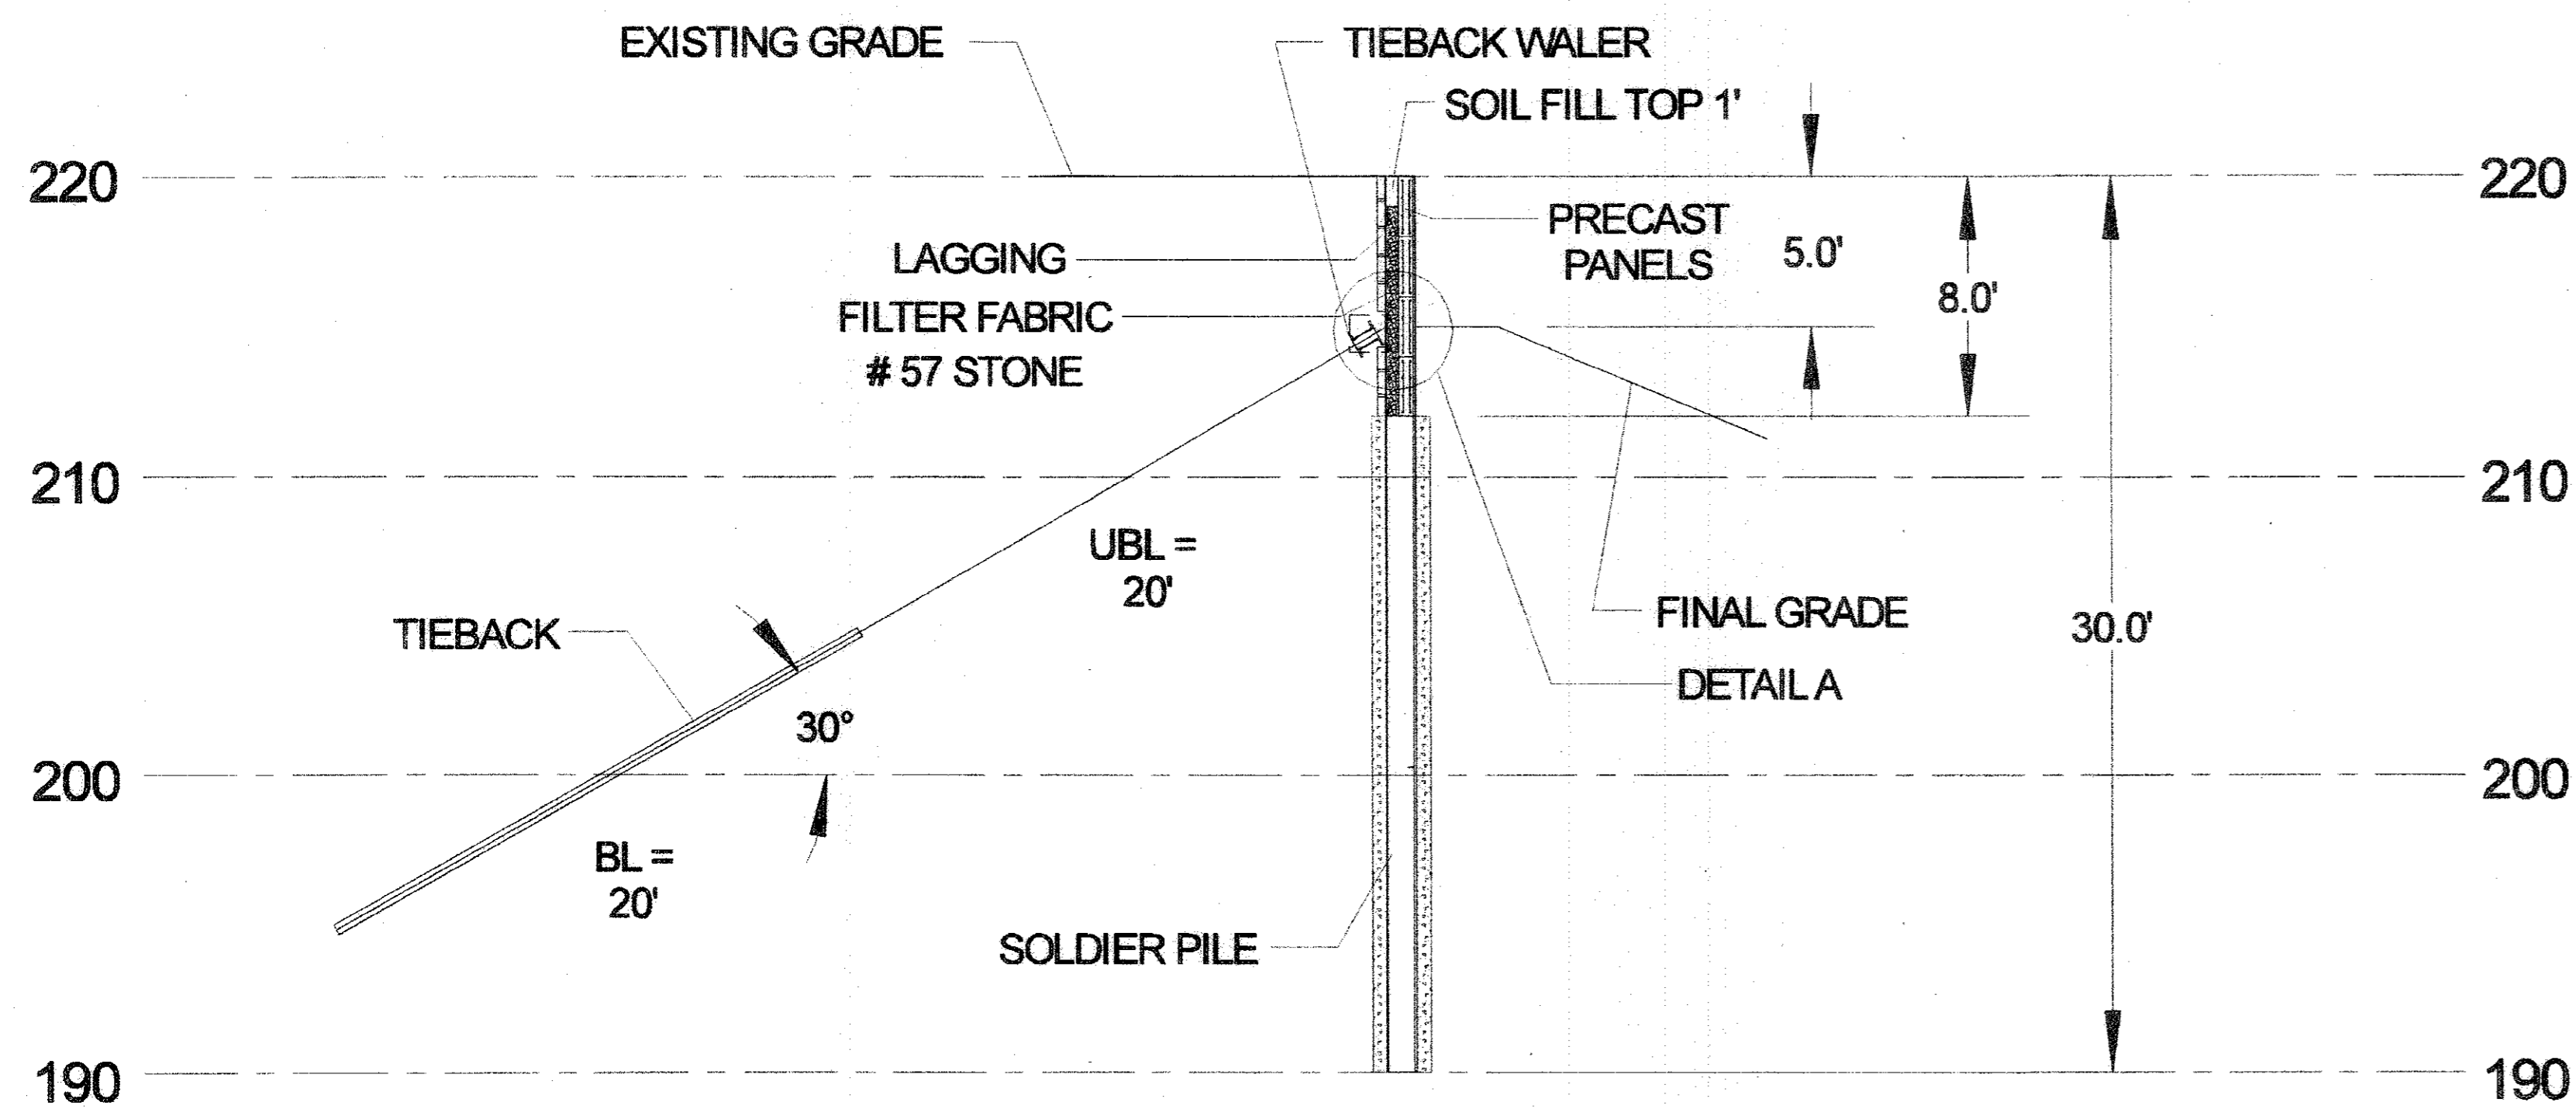 EXISTING GRADE
TIEBACK WALER
SOIL FILL TOP 1'
220
220
PRECAST
PANELS
5.0'
LAGGING
8.0'
FILTER FABRIC
# 57 STONE
210
210
UBL =
20'
TIEBACK
FINAL GRADE
30.0'
DETAIL A
30°
200
200
BL =
20'
SOLDIER PILE
190
190